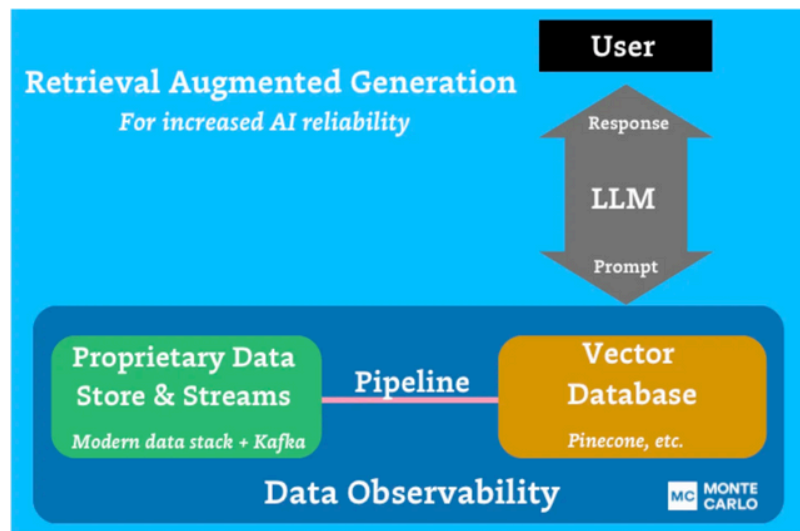 Retrieval Augmented Generation
For increased AI reliability
User
Response
LLM
Prompt
Proprietary Data
Store & Streams
Modern data stack + Kafka
Pipeline
Vector
Database
Pinecone, etc.
Data Observability
MC
MONTE
CARLO